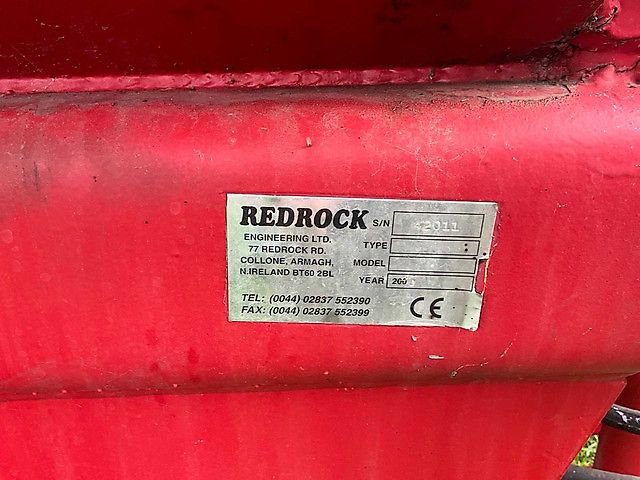 REDROCK
ENGINEERING LTD.
77 REDROCK RD.
COLLONE, ARMAGH,
N.IRELAND BT60 2BL
TEL: (0044) 02837 552390
FAX: (0044) 02837 552399
S/N
TYPE
MODEL
YEAR
CE